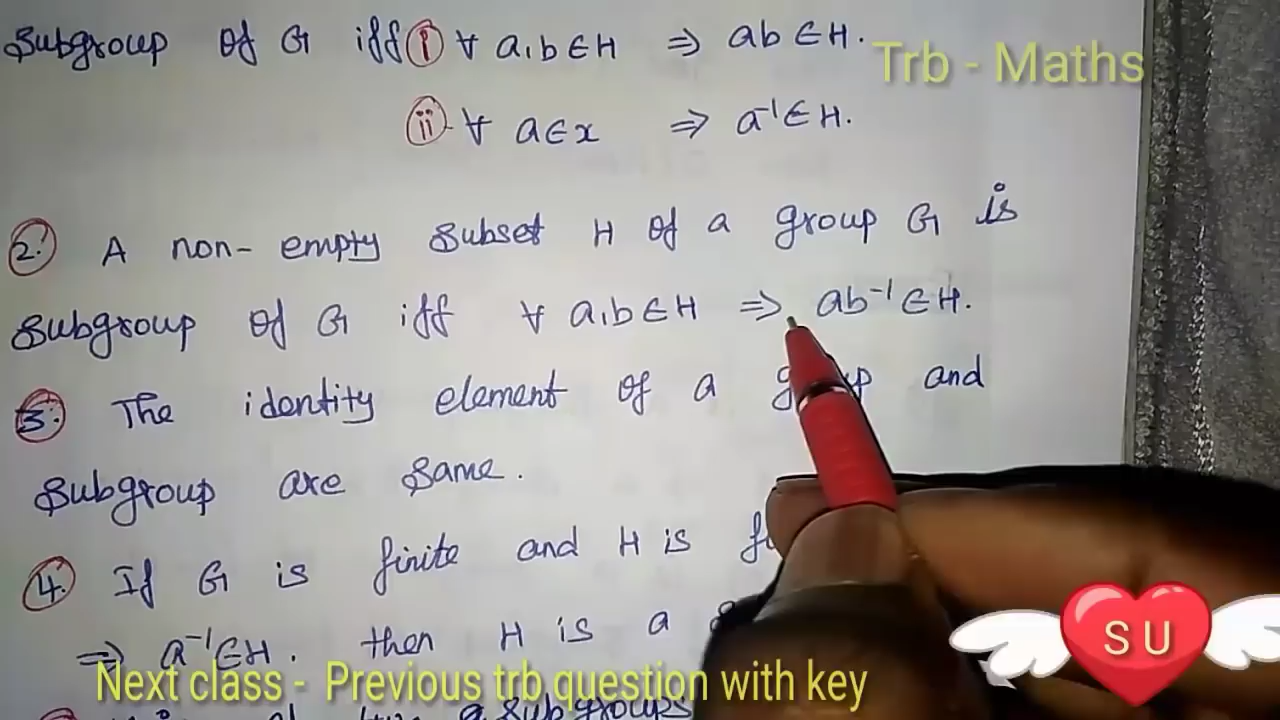 Subgroup Of G iff (i) ∀ a,b∈H ⇒ ab∈H.
Trb - Maths
(ii) ∀ a∈x ⇒ a⁻¹∈H.
2. A non-empty Subset H Of a group G is
Subgroup Of G iff ∀ a,b∈H ⇒ ab⁻¹∈H.
3. The identity element Of a and
Subgroup are Same.
4. If G is finite and H is
⇒ a⁻¹∈H. then H is a
S U
Next class - Previous trb question with key
Subgroups